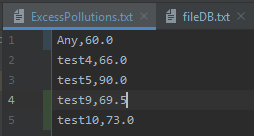 ExcessPollutions.txt fileDB.txt
1 Any,60.0
2 test4,66.0
3 test5,90.0
4 test9,69.5
5 test10,73.0